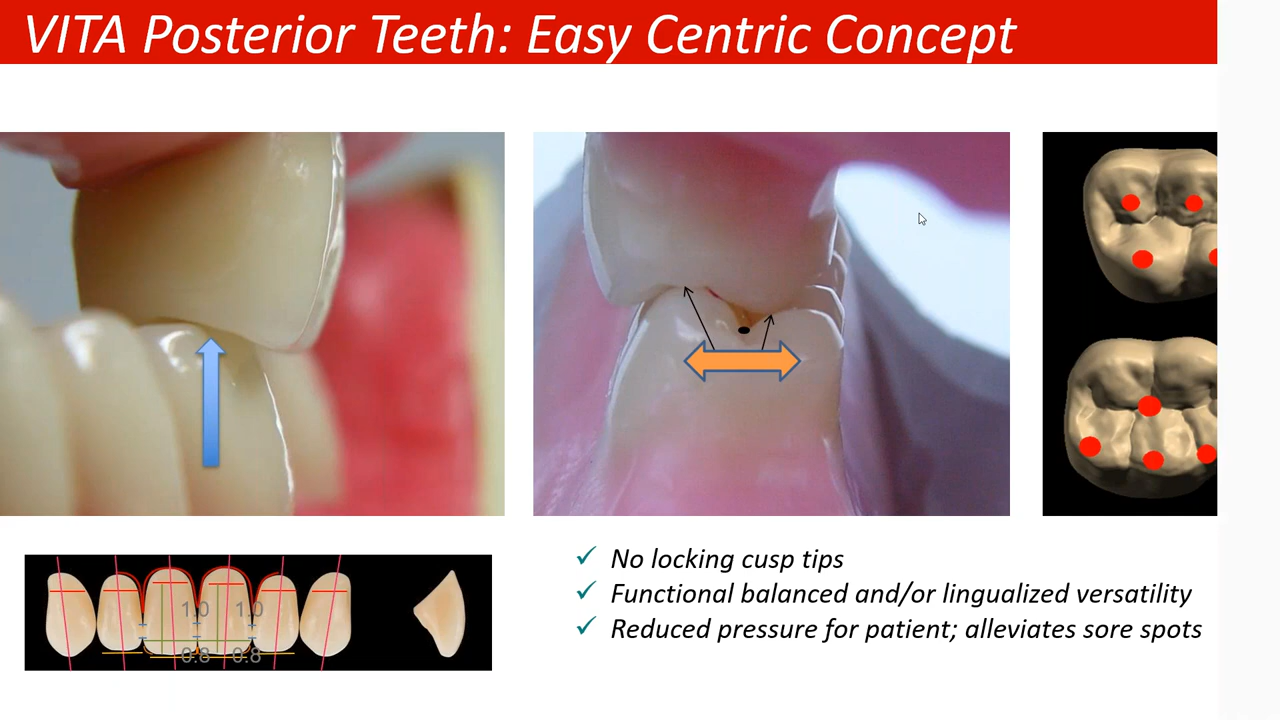 VITA Posterior Teeth: Easy Centric Concept
1.0 1.0
0.8 0.8
No locking cusp tips
Functional balanced and/or lingualized versatility
Reduced pressure for patient; alleviates sore spots